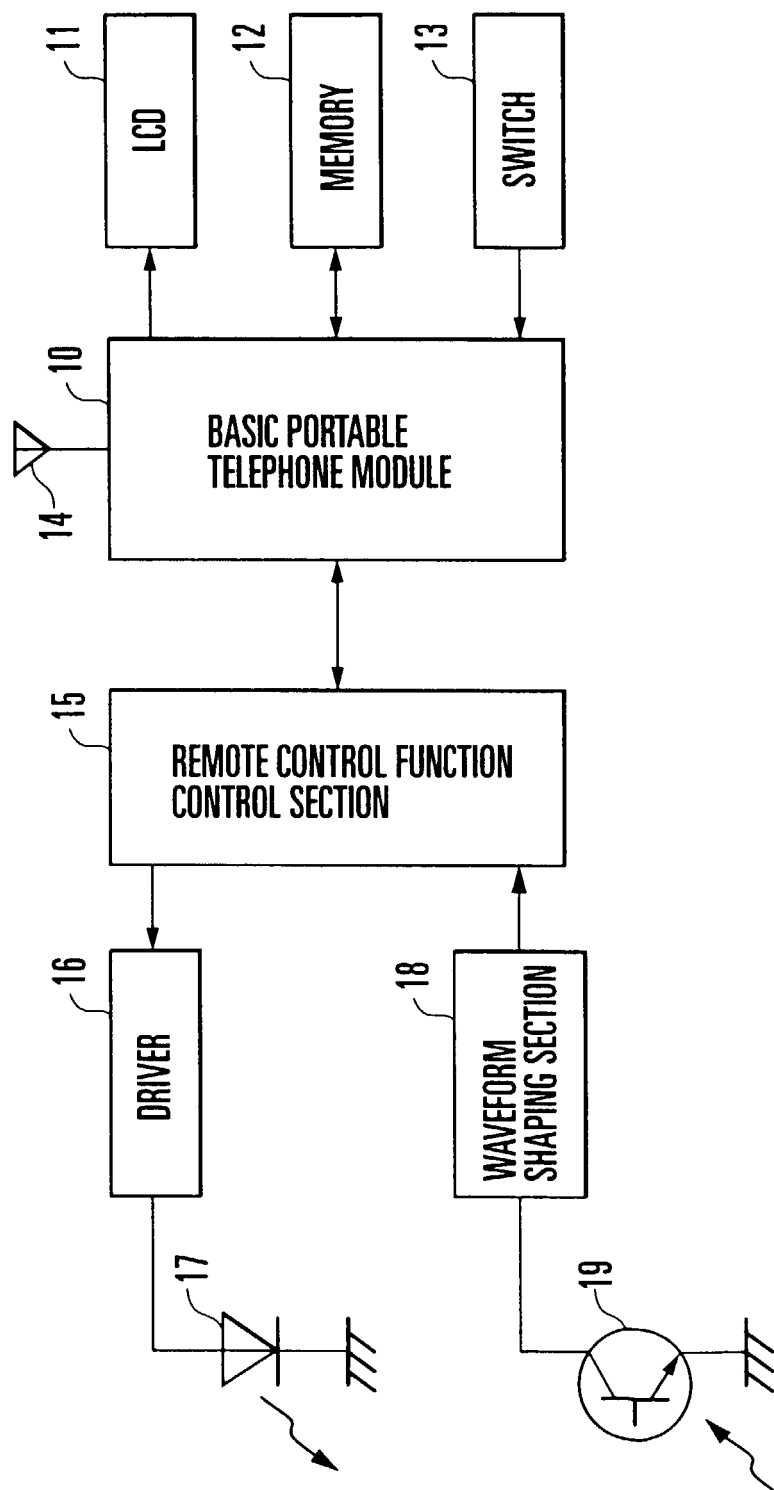 11
LCD
12
MEMORY
13
SWITCH
14
10
BASIC PORTABLE
TELEPHONE MODULE
15
REMOTE CONTROL FUNCTION
CONTROL SECTION
16
DRIVER
18
WAVEFORM
SHAPING SECTION
17
19